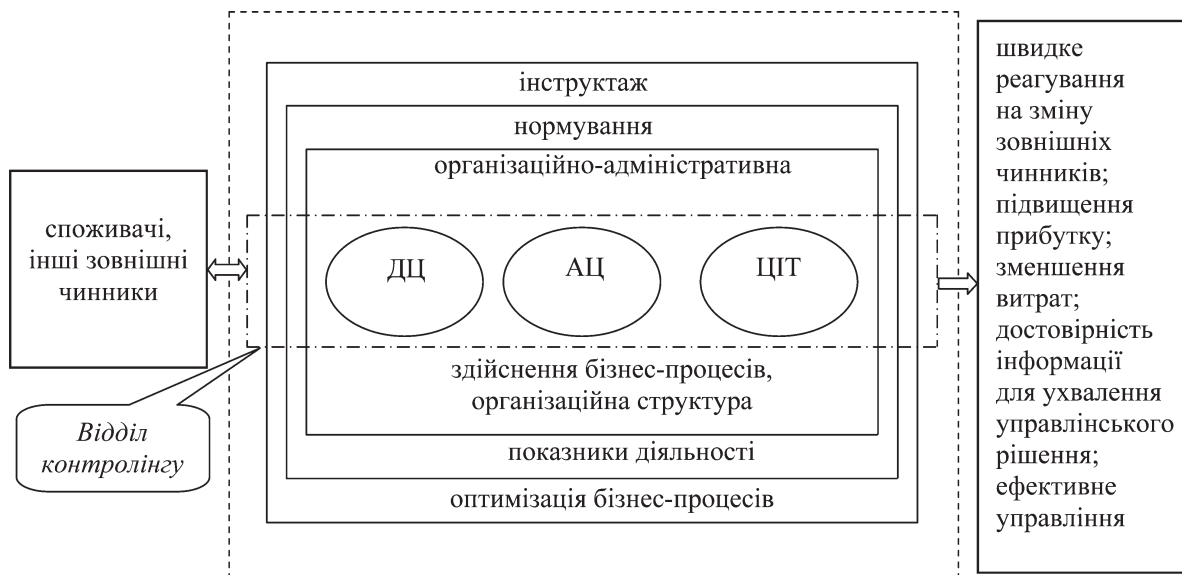 інструктаж
нормування
організаційно-адміністративна
споживачі,
інші зовнішні
чинники
ДЦ
АЦ
ЦІТ
здійснення бізнес-процесів,
організаційна структура
показники діяльності
оптимізація бізнес-процесів
Відділ
контролінгу
швидке
реагування
на зміну
зовнішніх
чинників;
підвищення
прибутку;
зменшення
витрат;
достовірність
інформації
для ухвалення
управлінського
рішення;
ефективне
управління